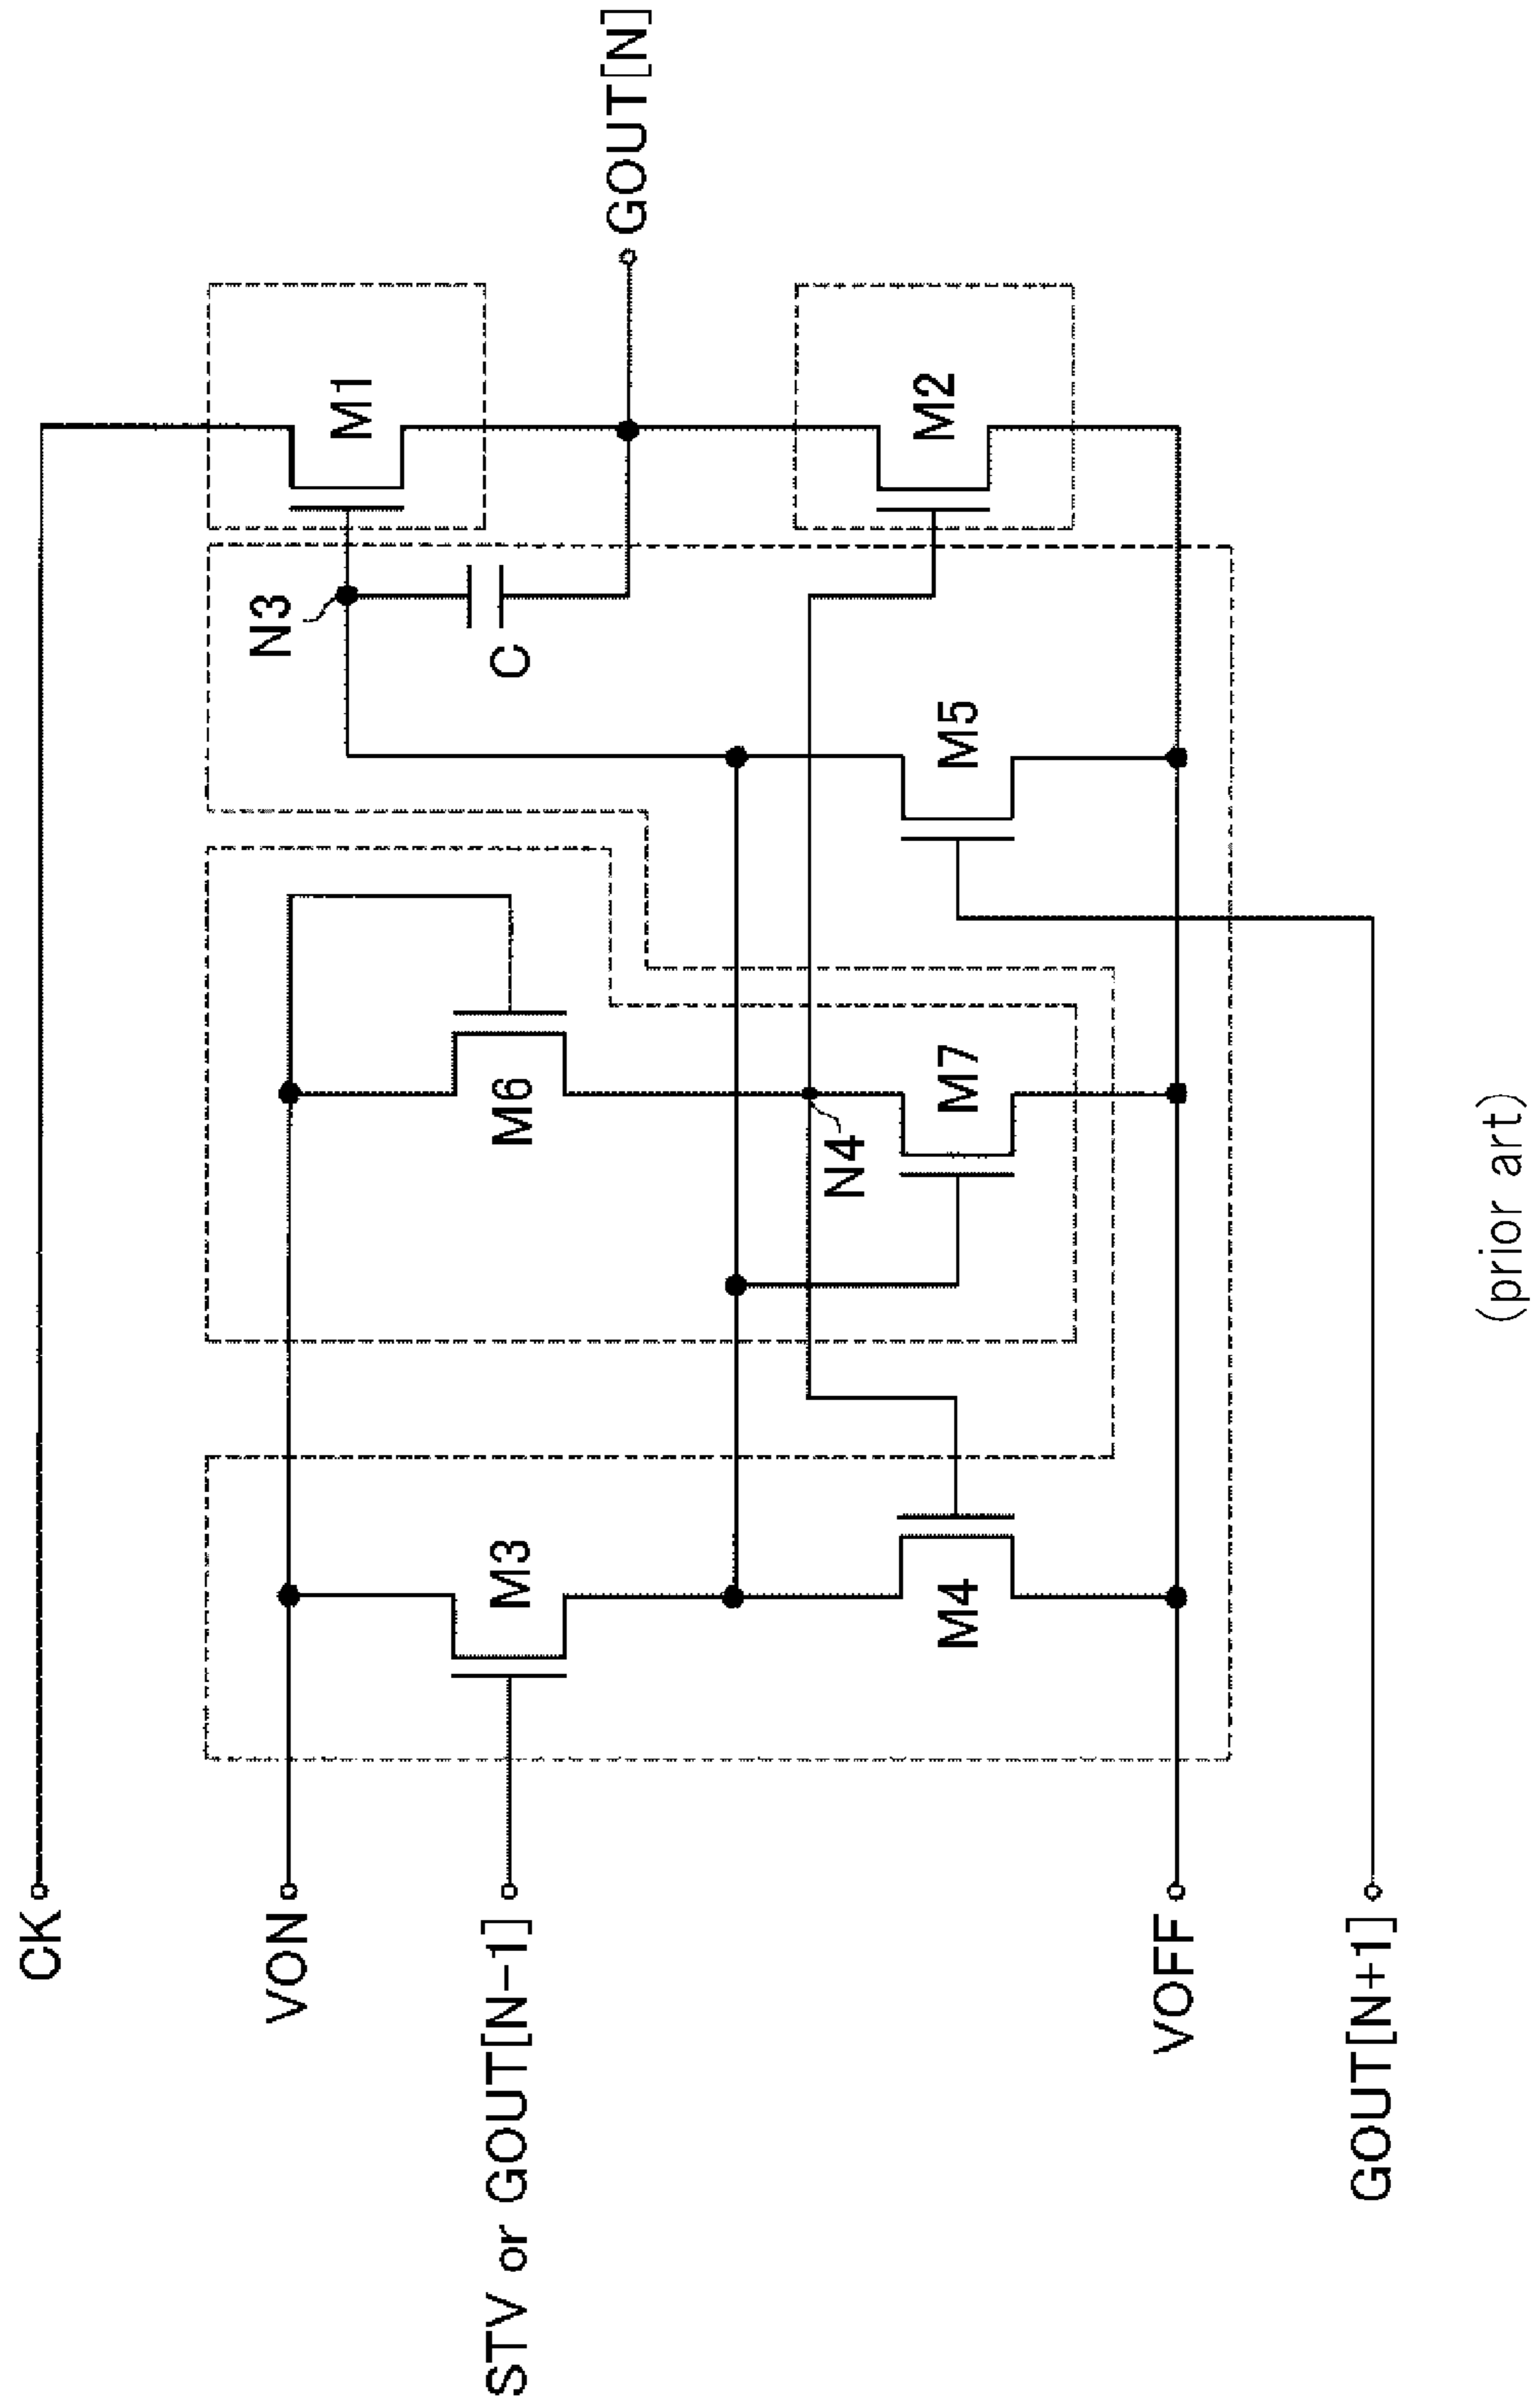 CK
VON
STV or GOUT[N-1]
VOFF
GOUT[N+1]
M3
M4
M6
N4
M7
M5
N3
C
M1
M2
GOUT[N]
(prior art)